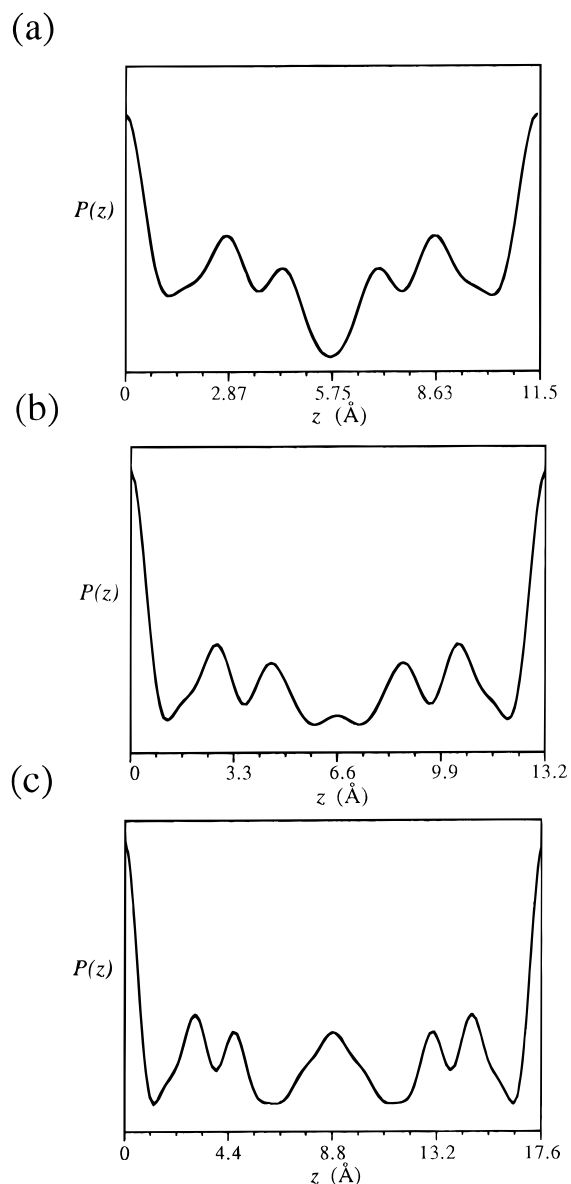 (a)
P(z)
0 2.87 5.75 8.63 11.5
z (Å)
(b)
P(z)
0 3.3 6.6 9.9 13.2
z (Å)
(c)
P(z)
0 4.4 8.8 13.2 17.6
z (Å)